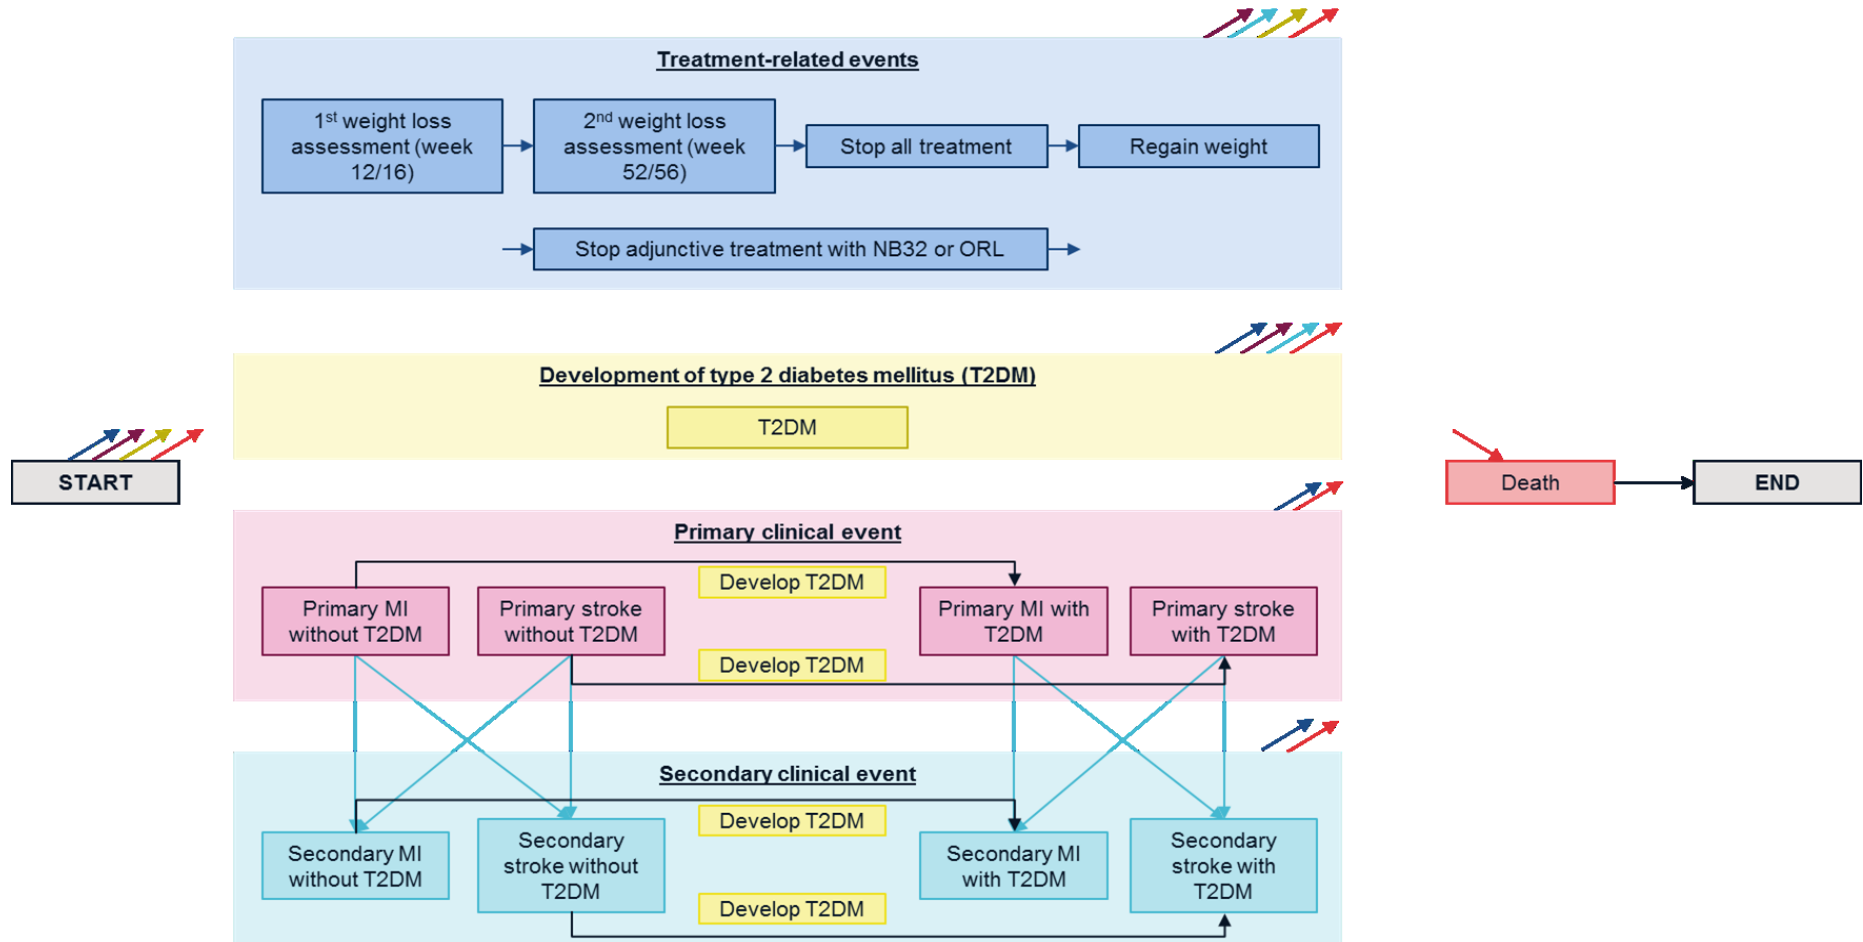 Treatment-related events
1st weight loss
assessment (week
12/16)
2nd weight loss
assessment (week
52/56)
Stop all treatment
Regain weight
Stop adjunctive treatment with NB32 or ORL
Development of type 2 diabetes mellitus (T2DM)
T2DM
START
Death
END
Primary clinical event
Develop T2DM
Primary MI
without T2DM
Primary stroke
without T2DM
Primary MI with
T2DM
Primary stroke
with T2DM
Develop T2DM
Secondary clinical event
Develop T2DM
Secondary MI
without T2DM
Secondary
stroke without
T2DM
Secondary MI
with T2DM
Secondary
stroke with
T2DM
Develop T2DM